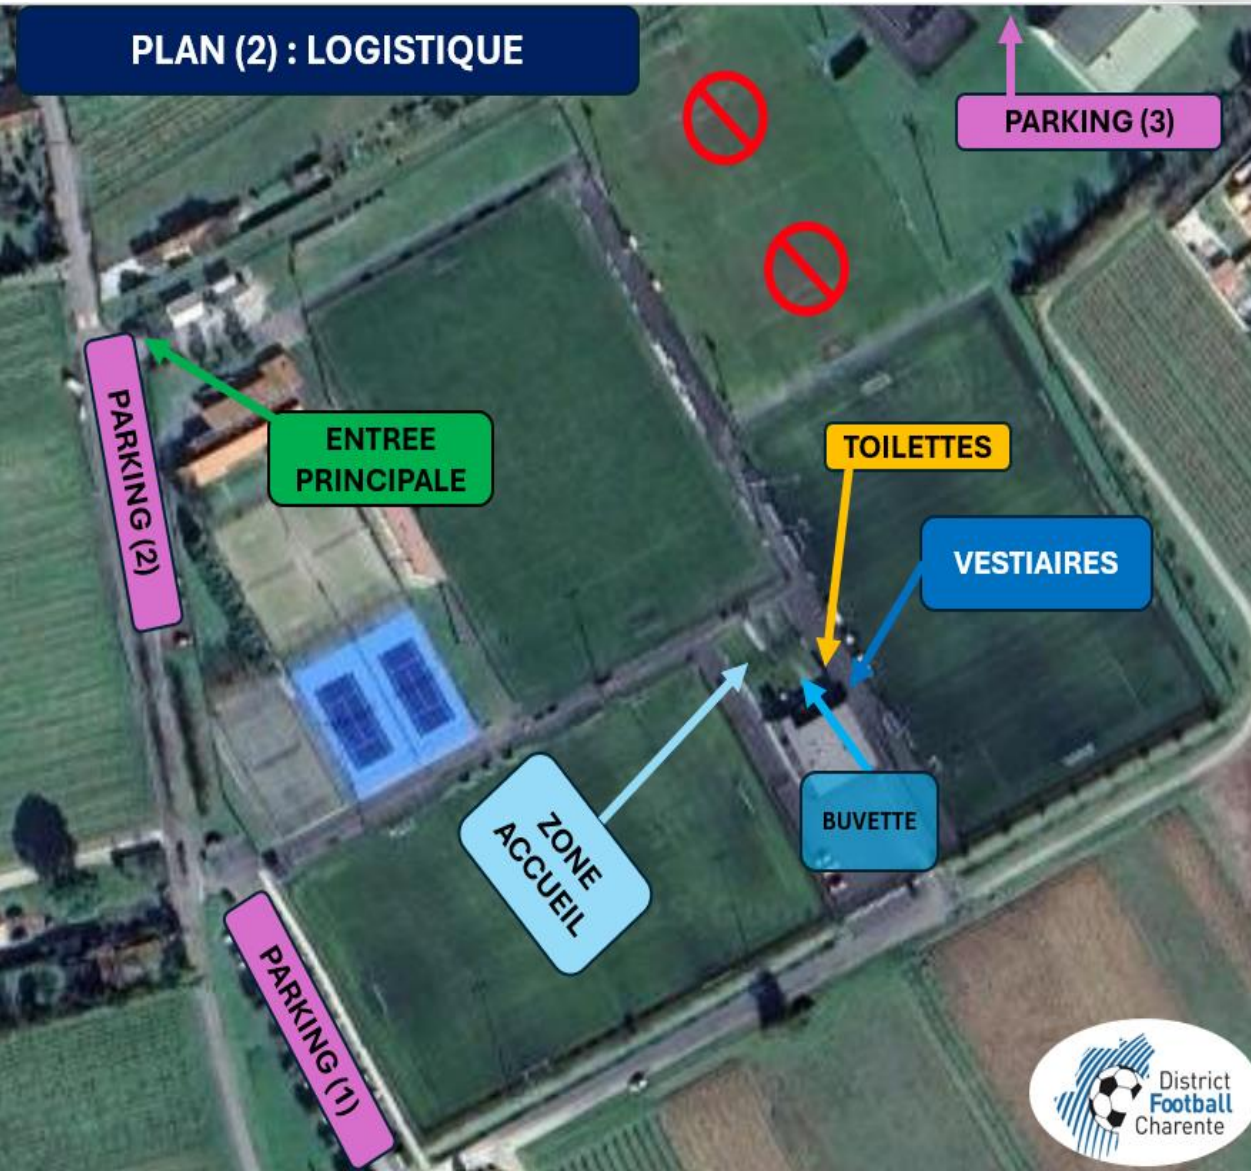 PLAN (2) : LOGISTIQUE
PARKING (3)
ENTREE
PRINCIPALE
PARKING (2)
TOILETTES
VESTIAIRES
ZONE
ACCUEIL
BUVETTE
PARKING (1)
District
Football
Charente